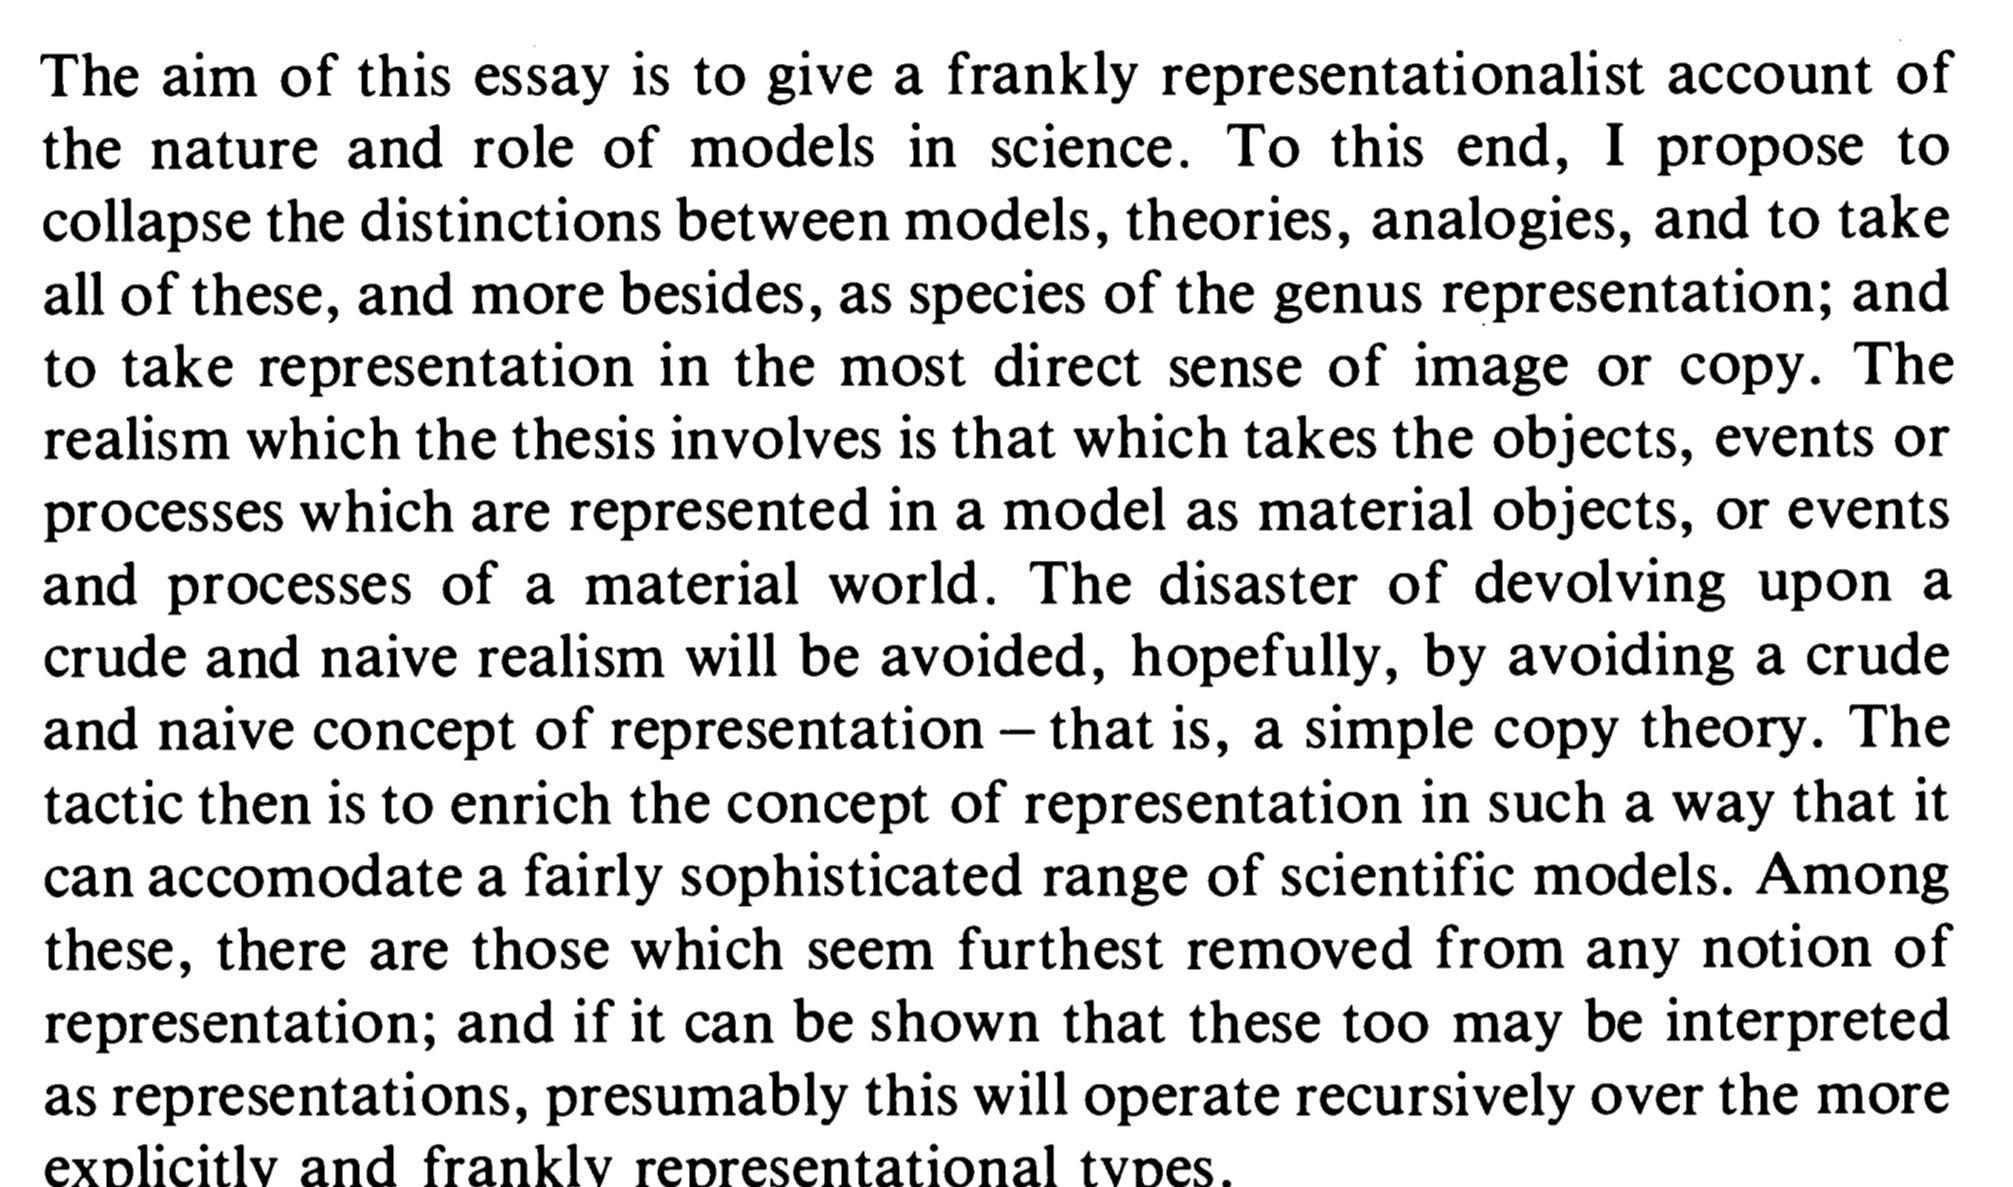 The aim of this essay is to give a frankly representationalist account of
the nature and role of models in science. To this end, I propose to
collapse the distinctions between models, theories, analogies, and to take
all of these, and more besides, as species of the genus representation; and
to take representation in the most direct sense of image or copy. The
realism which the thesis involves is that which takes the objects, events or
processes which are represented in a model as material objects, or events
and processes of a material world. The disaster of devolving upon a
crude and naive realism will be avoided, hopefully, by avoiding a crude
and naive concept of representation – that is, a simple copy theory. The
tactic then is to enrich the concept of representation in such a way that it
can accomodate a fairly sophisticated range of scientific models. Among
these, there are those which seem furthest removed from any notion of
representation; and if it can be shown that these too may be interpreted
as representations, presumably this will operate recursively over the more
explicitly and frankly representational types.